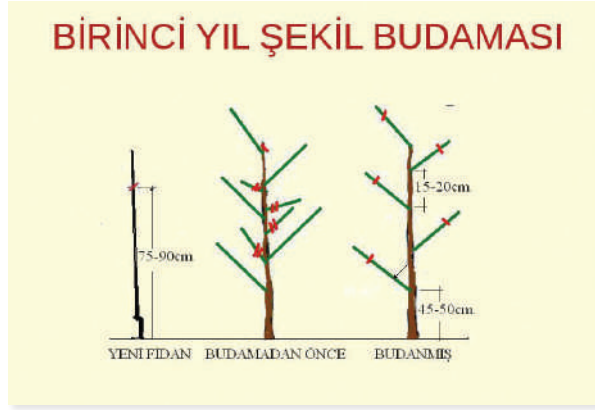 BİRİNCİ YIL ŞEKİL BUDAMASI
15-20cm.
75-90cm
45-50cm
YENİ FİDAN BUDAMADAN ÖNCE BUDANMIŞ